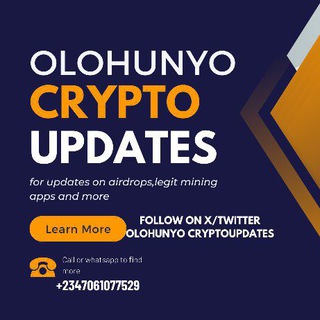 OLOHUNYO
CRYPTO
UPDATES
for updates on airdrops,legit mining
apps and more
Learn More
FOLLOW ON X/TWITTER
OLOHUNYO CRYPTOUPDATES
Call or whatsapp to find
more
+2347061077529